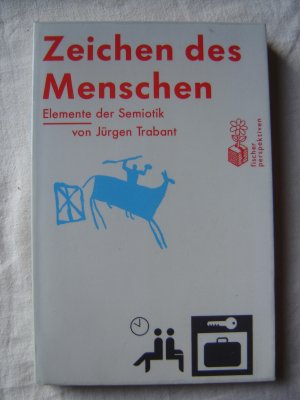 Zeichen des
Menschen
Elemente der Semiotik
von Jürgen Trabant
fischer
perspektiven